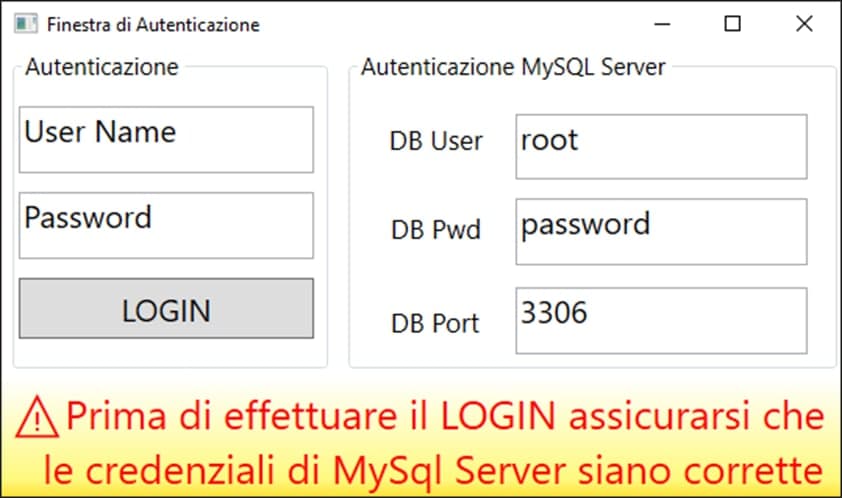 Finestra di Autenticazione
Autenticazione
User Name
Password
LOGIN
Autenticazione MySQL Server
DB User root
DB Pwd password
DB Port 3306
Prima di effettuare il LOGIN assicurarsi che
le credenziali di MySql Server siano corrette